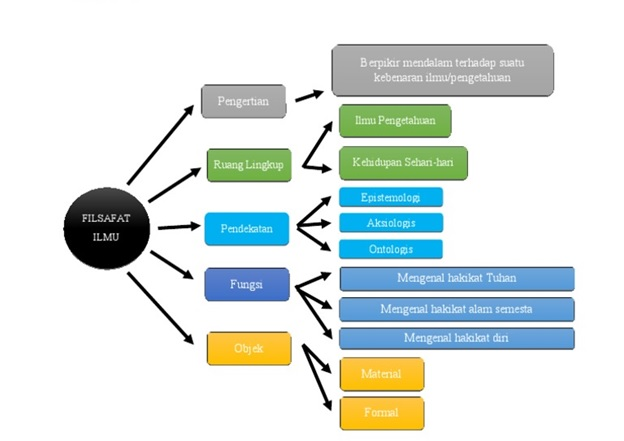 FILSAFAT
ILMU
Pengertian
Berpikir mendalam terhadap suatu
kebenaran ilmu/pengetahuan
Ruang Lingkup
Ilmu Pengetahuan
Kehidupan Sehari-hari
Pendekatan
Epistemologi
Aksiologis
Ontologis
Fungsi
Mengenal hakikat Tuhan
Mengenal hakikat alam semesta
Mengenal hakikat diri
Objek
Material
Formal